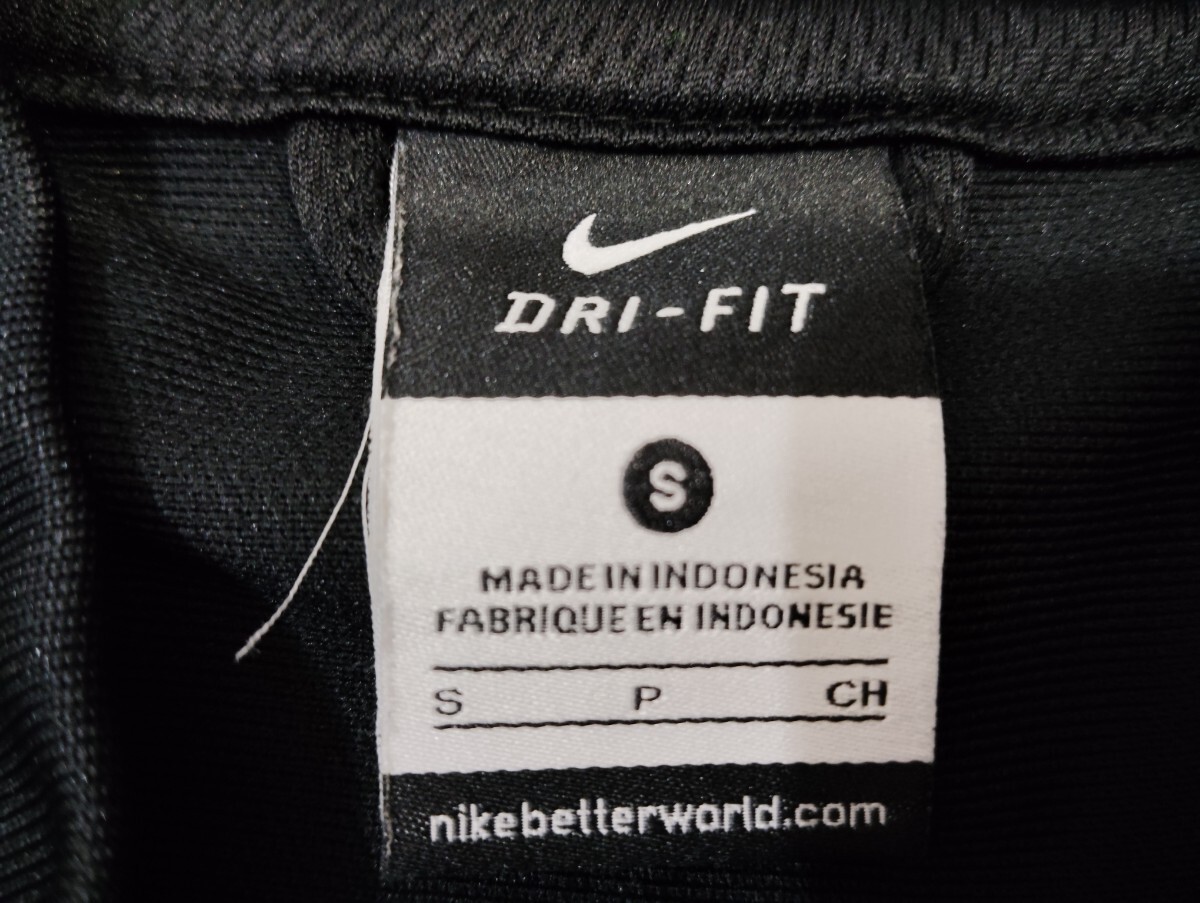 DRI-FIT
S
MADE IN INDONESIA
FABRIQUE EN INDONESIE
S P CH
nikebetterworld.com